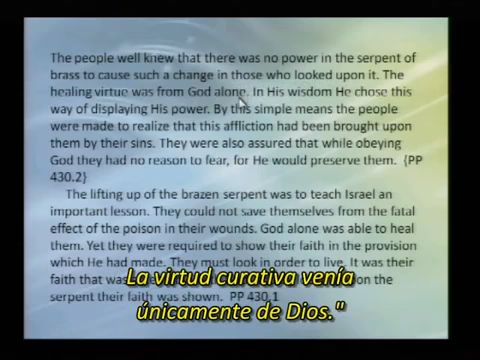 The people well knew that there was no power in the serpent of
brass to cause such a change in those who looked upon it. The
healing virtue was from God alone. In His wisdom He chose this
way of displaying His power. By this simple means the people
were made to realize that this affliction had been brought upon
them by their sins. They were also assured that while obeying
God they had no reason to fear, for He would preserve them.  {PP
430.2}
The lifting up of the brazen serpent was to teach Israel an
important lesson. They could not save themselves from the fatal
effect of the poison in their wounds. God alone was able to heal
them. Yet they were required to show their faith in the provision
which He had made. They must look in order to live. It was their
faith that was on the
serpent their faith was shown.  PP 430.1
La virtud curativa venía
únicamente de Dios."